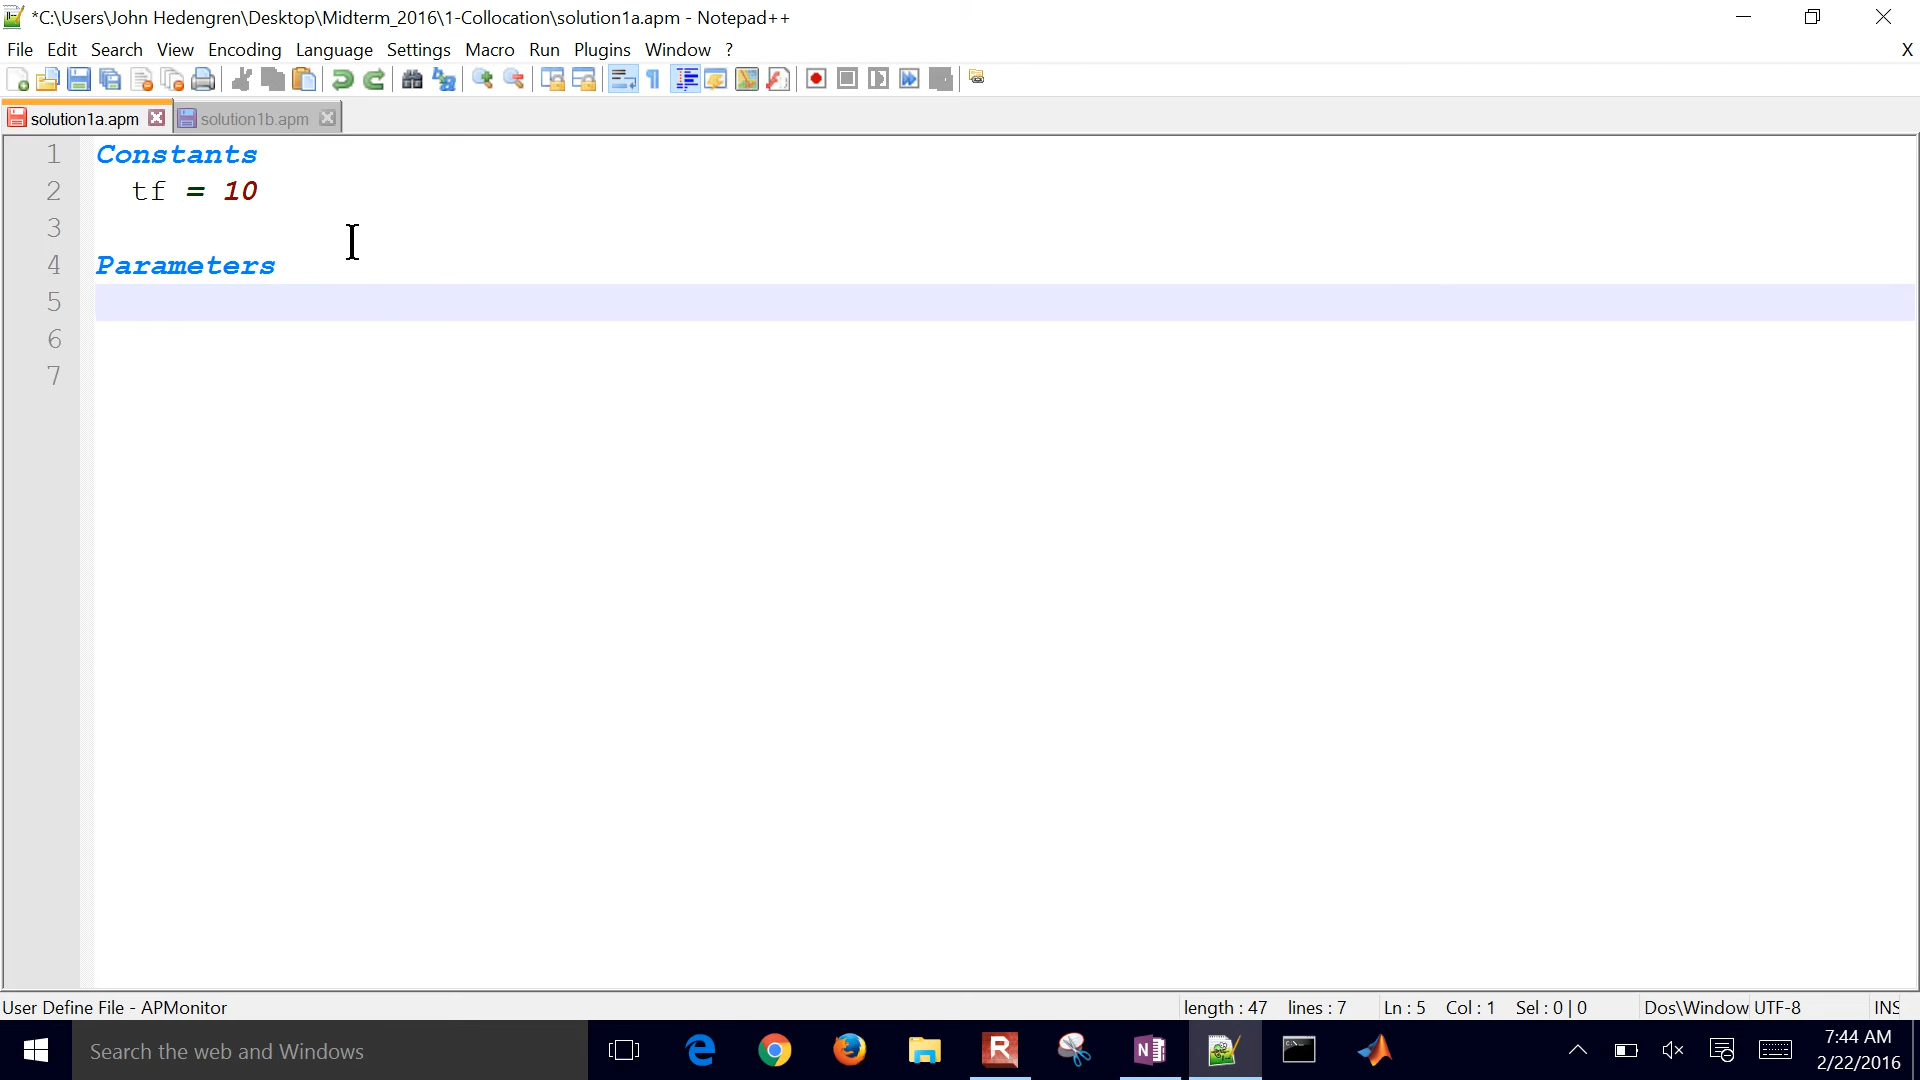 *C:\Users\John Hedengren\Desktop\Midterm_2016\1-Collocation\solution1a.apm - Notepad++
File Edit Search View Encoding Language Settings Macro Run Plugins Window ?
X
solution1a.apm
solution1b.apm
1 Constants
2 tf = 10
3
4 Parameters
5
6
7
User Define File - APMonitor
length : 47 lines : 7 Ln : 5 Col : 1 Sel : 0 | 0 Dos\Window UTF-8 INS
Search the web and Windows
7:44 AM
2/22/2016